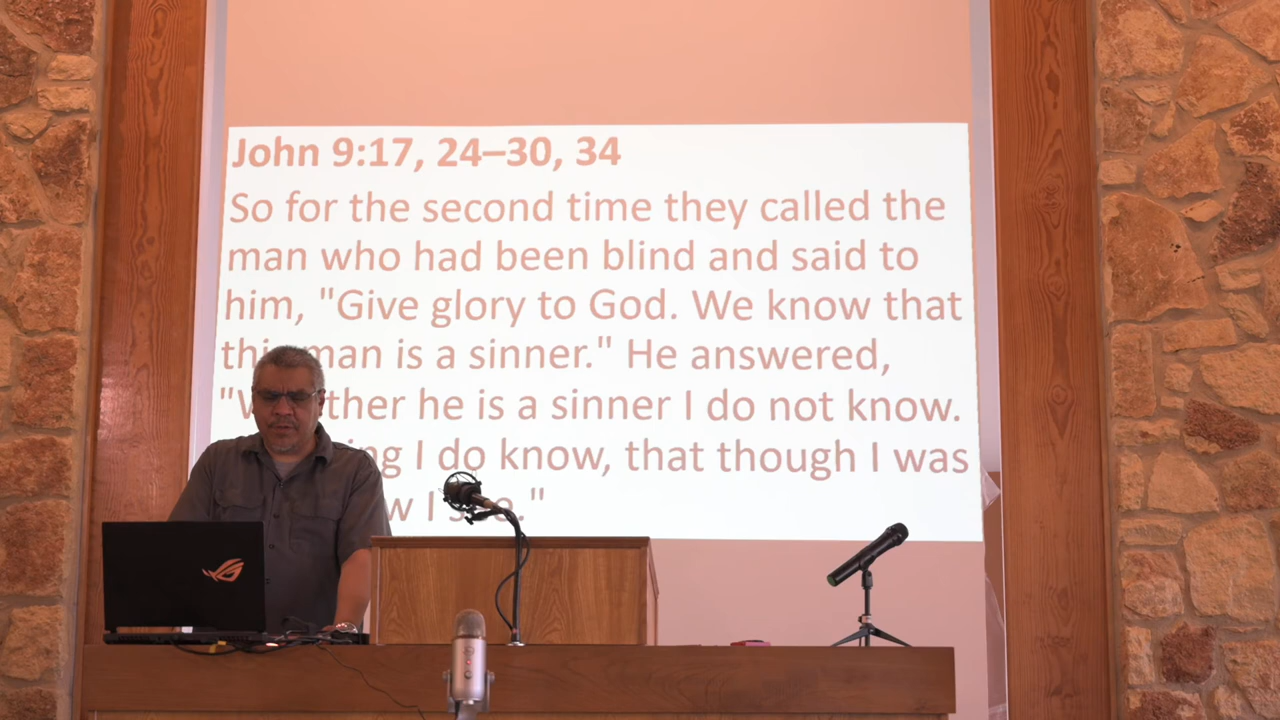 John 9:17, 24–30, 34
So for the second time they called the
man who had been blind and said to
him, "Give glory to God. We know that
man is a sinner." He answered,
he is a sinner I do not know.
I do know, that though I was
I see."